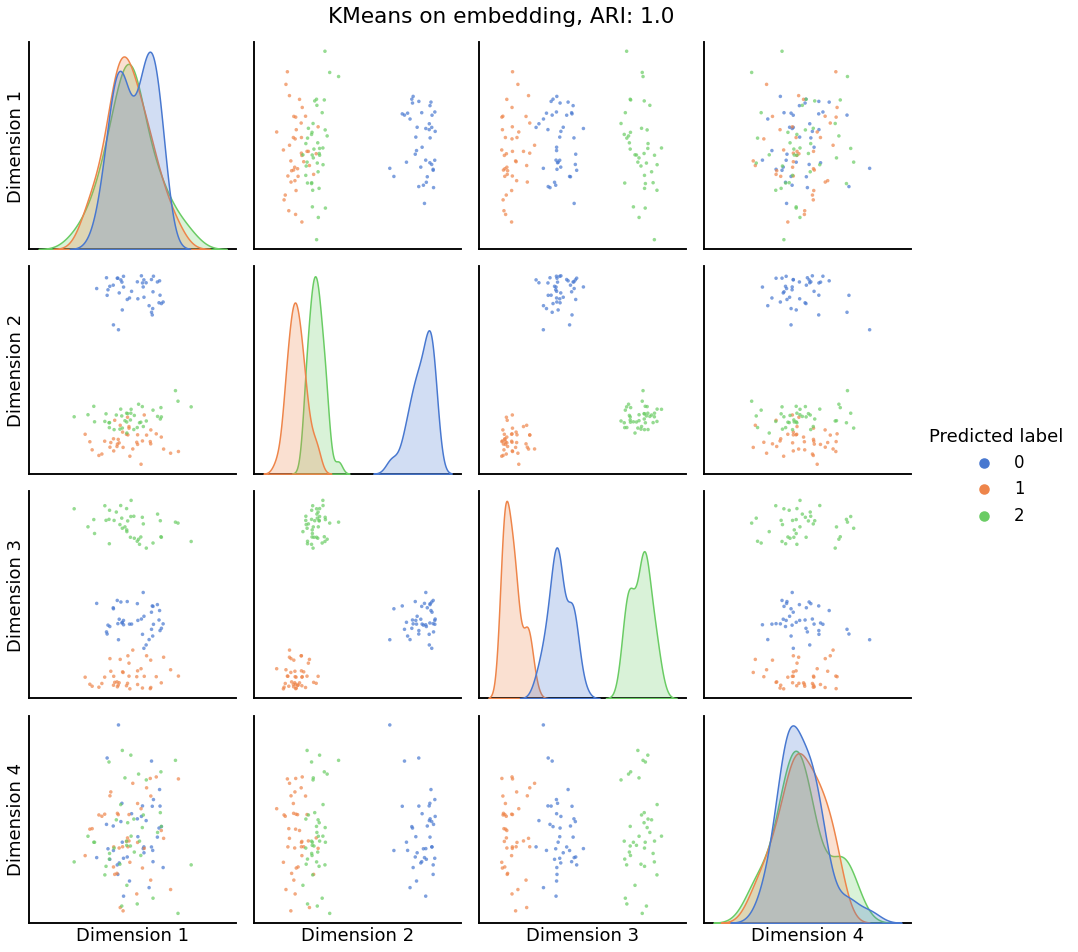 KMeans on embedding, ARI: 1.0
Dimension 1
Dimension 2
Dimension 3
Dimension 4
Predicted label
0
1
2
Dimension 1
Dimension 2
Dimension 3
Dimension 4